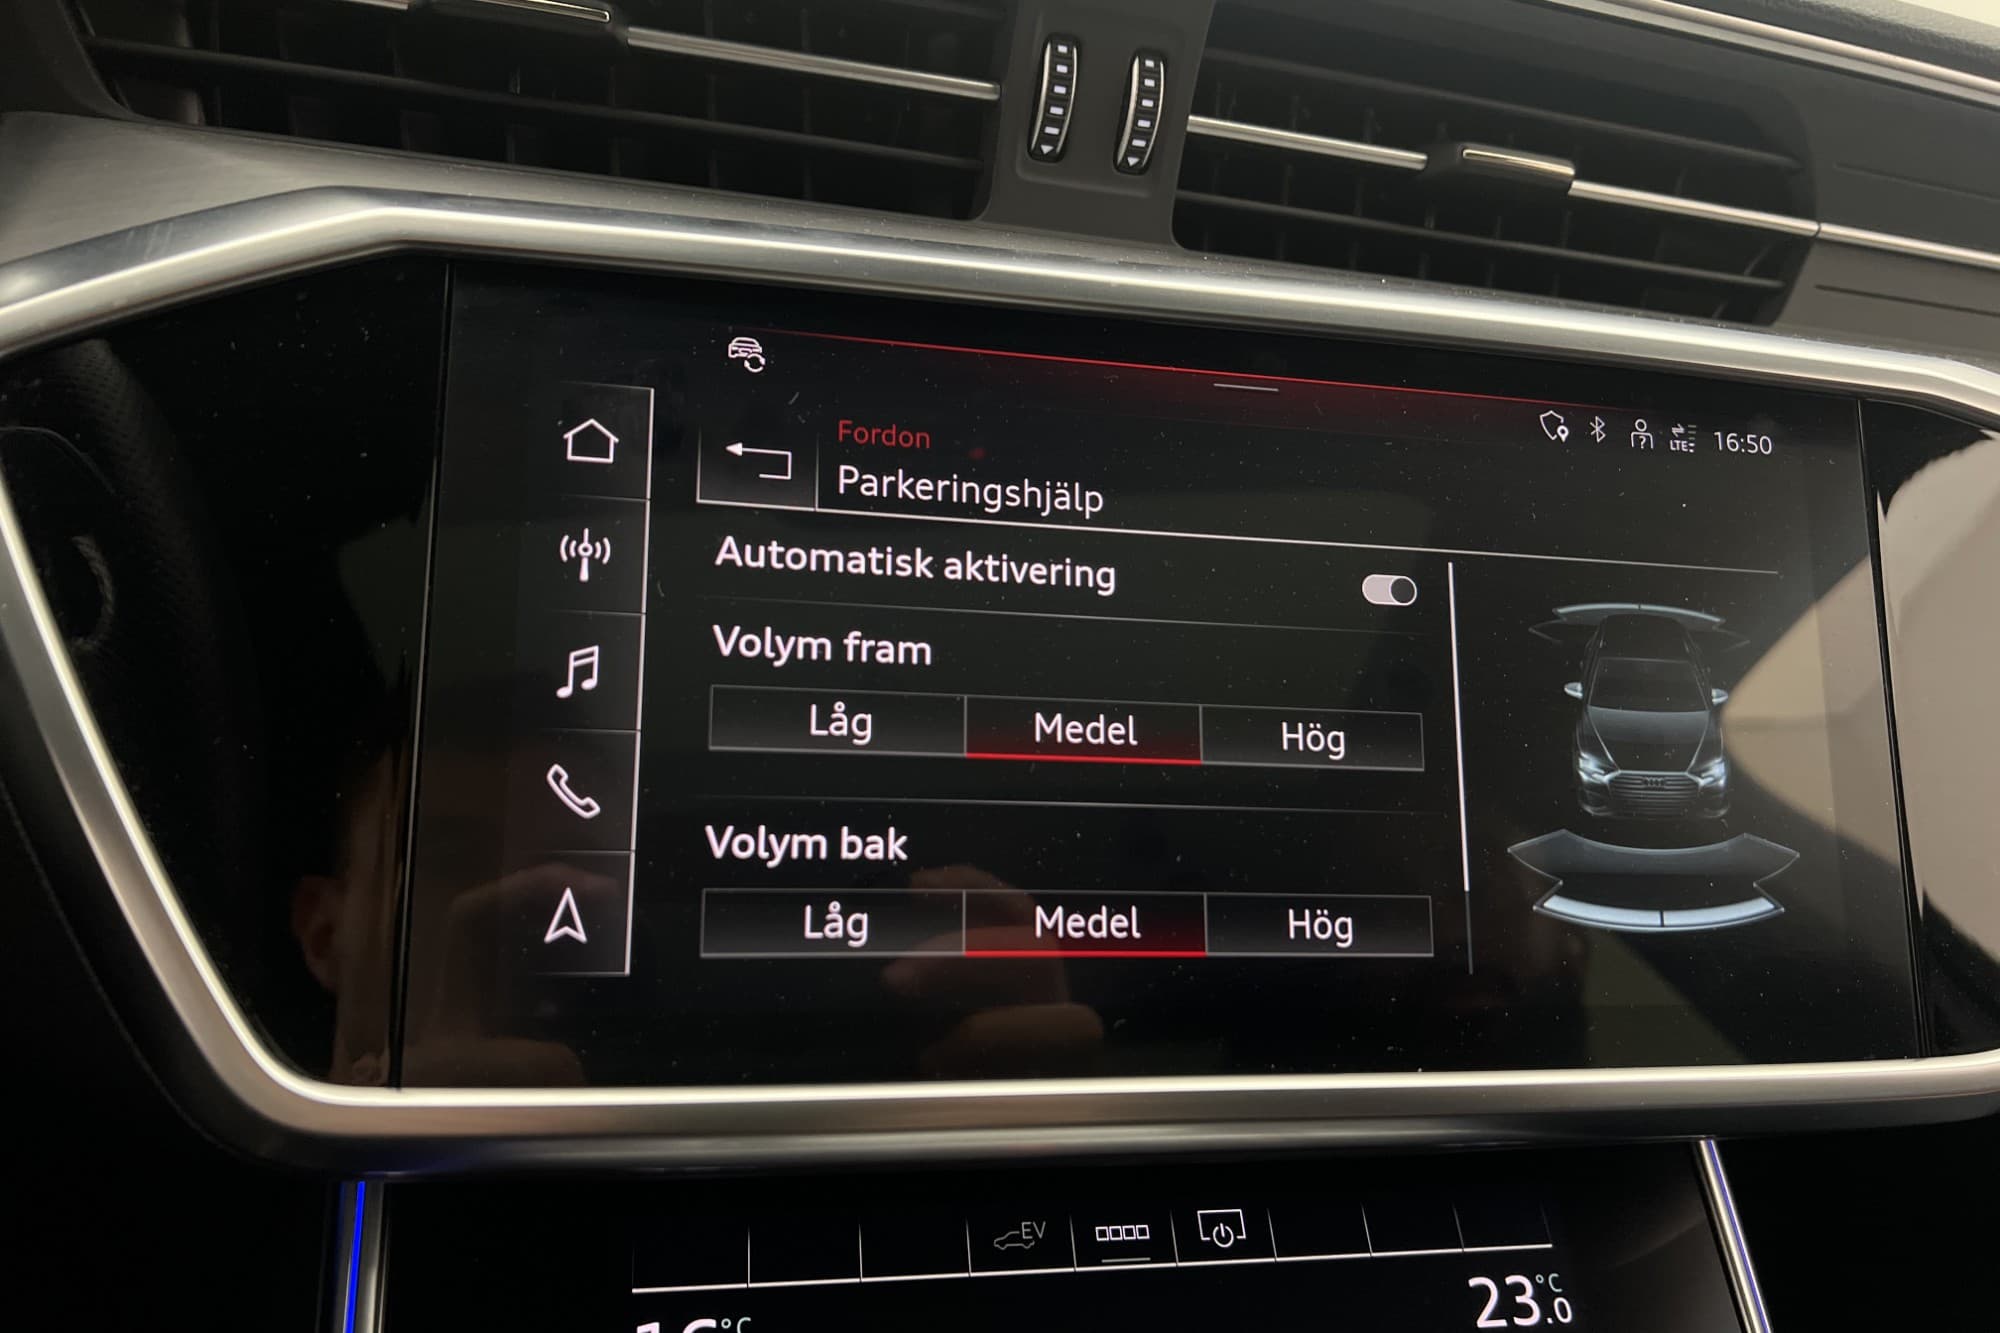 Fordon
Parkeringshjälp
LTE
16:50
Automatisk aktivering
Volym fram
Låg Medel Hög
Volym bak
Låg Medel Hög
EV
23.0 °C
°C